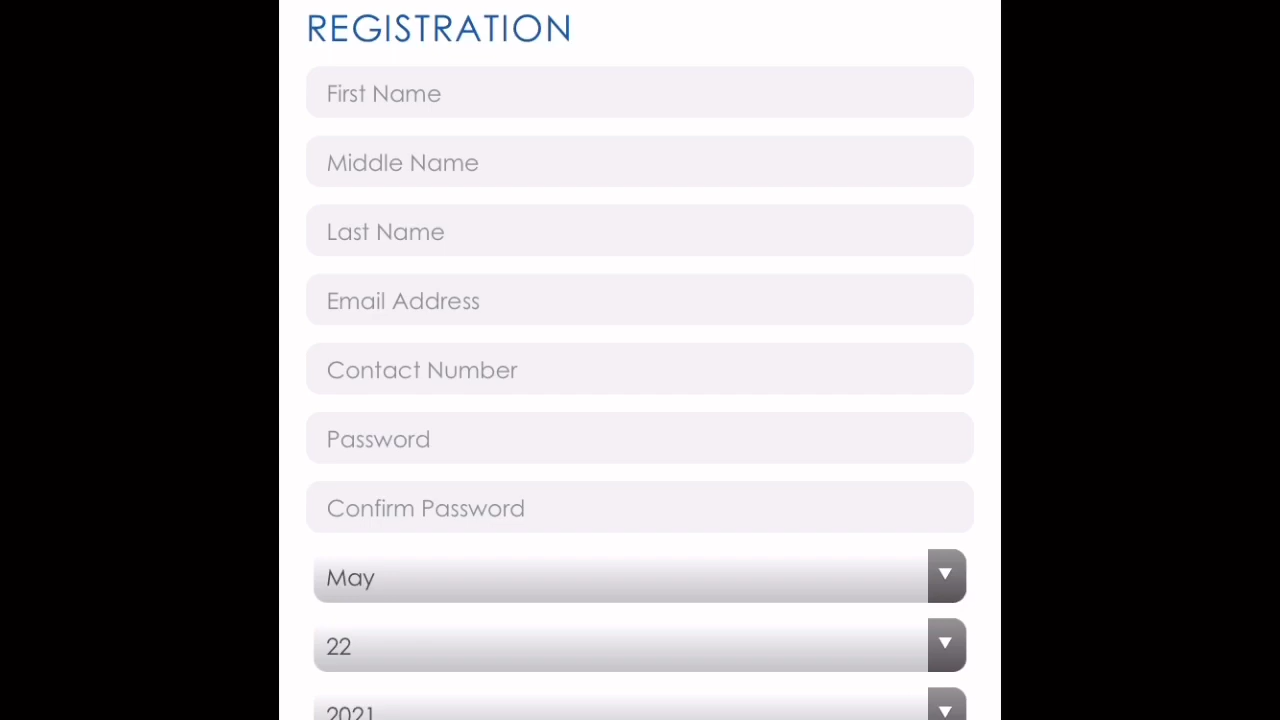 REGISTRATION
First Name
Middle Name
Last Name
Email Address
Contact Number
Password
Confirm Password
May
22
2021